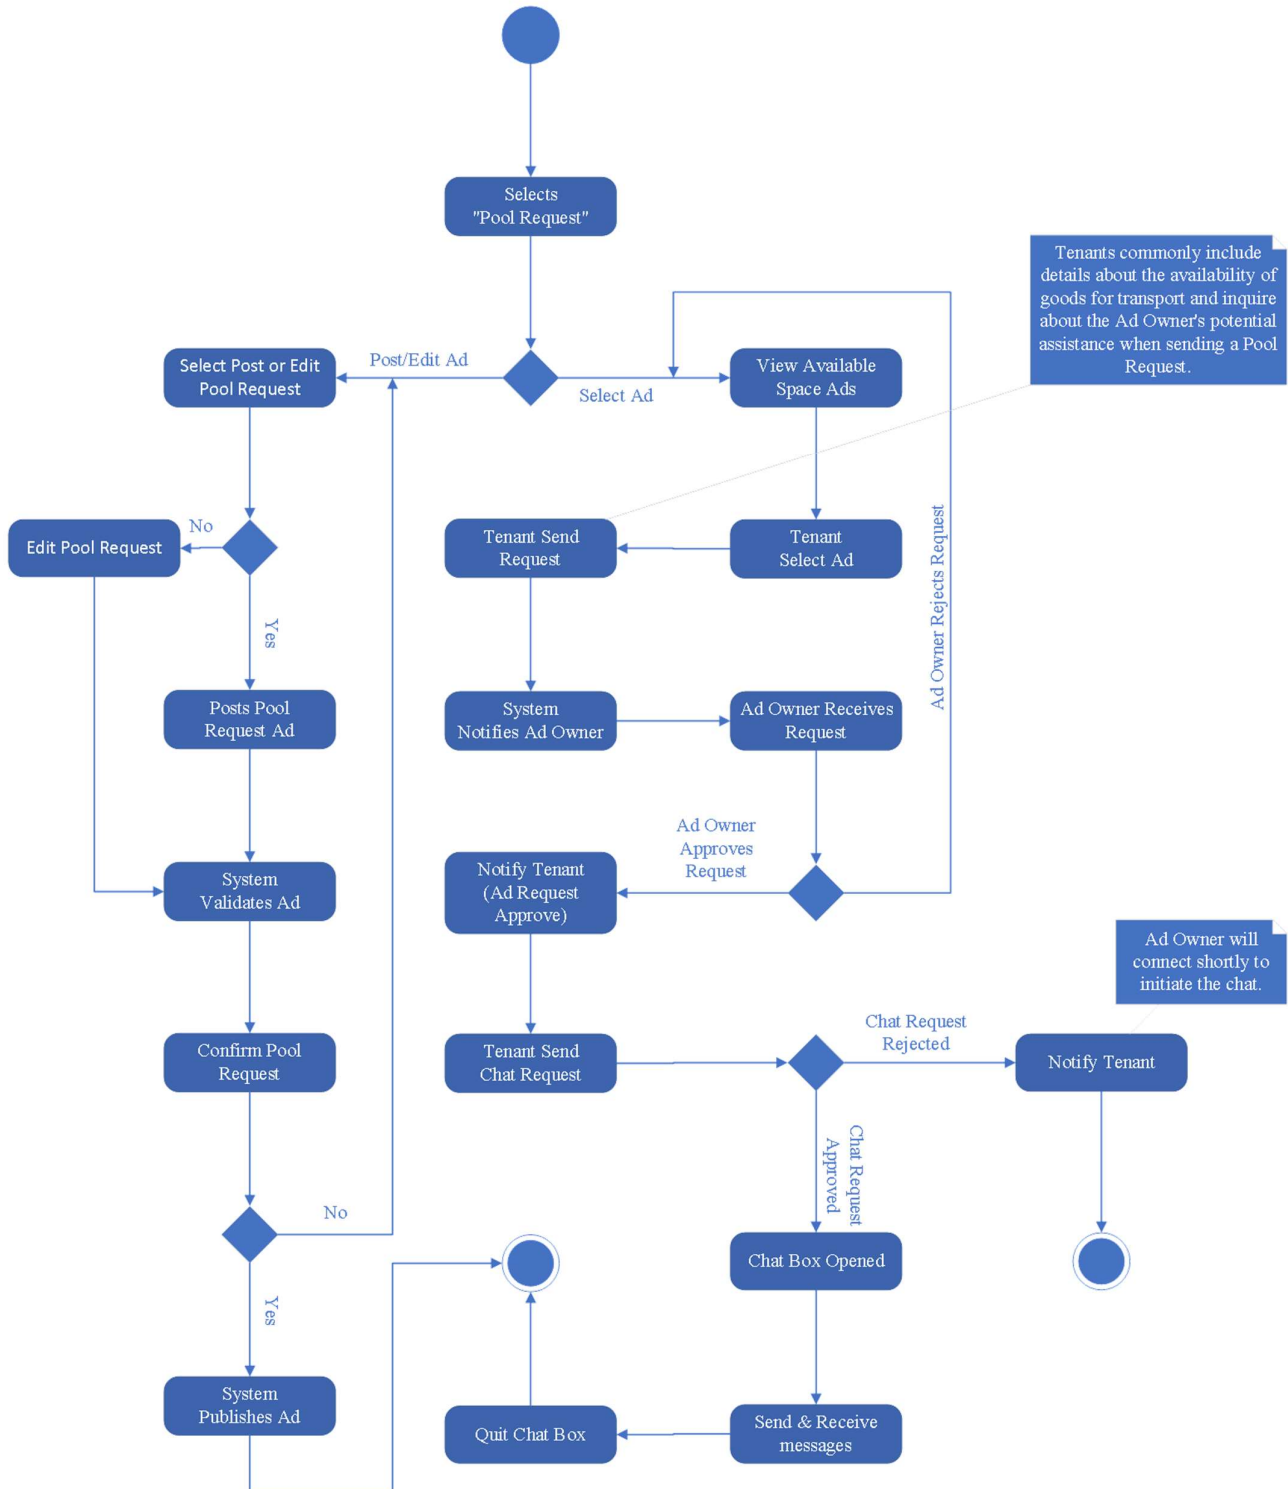 Selects
"Pool Request"
Tenants commonly include
details about the availability of
goods for transport and inquire
about the Ad Owner's potential
assistance when sending a Pool
Request.
Select Post or Edit
Pool Request
Post/Edit Ad
Select Ad
View Available
Space Ads
Edit Pool Request
No
Yes
Tenant Send
Request
Tenant
Select Ad
Ad Owner Rejects Request
Posts Pool
Request Ad
System
Notifies Ad Owner
Ad Owner Receives
Request
Ad Owner
Approves
Request
System
Validates Ad
Notify Tenant
(Ad Request
Approve)
Ad Owner will
connect shortly to
initiate the chat.
Confirm Pool
Request
Tenant Send
Chat Request
Chat Request
Rejected
Notify Tenant
Chat Request
Approved
No
Yes
Chat Box Opened
System
Publishes Ad
Quit Chat Box
Send & Receive
messages